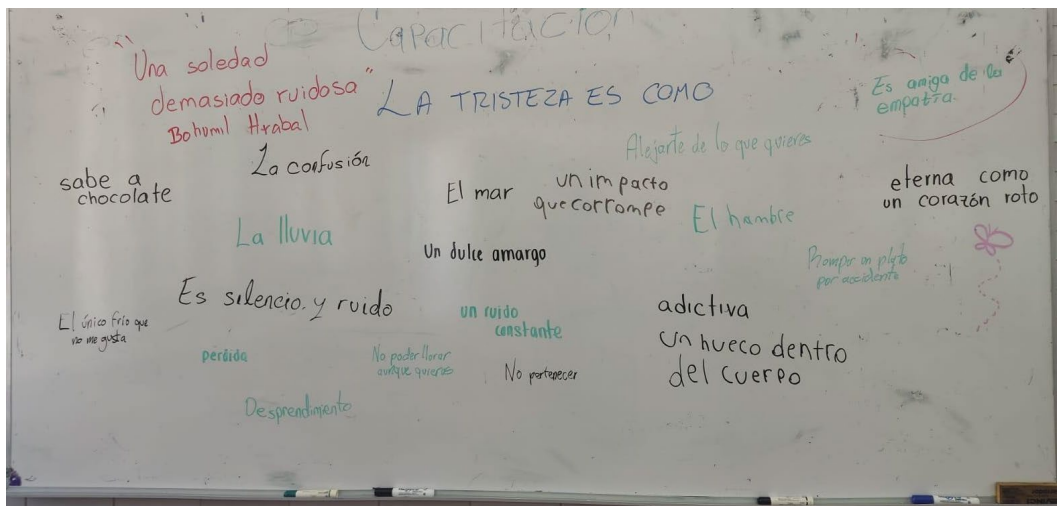 Capacitación
"Una soledad
demasiado ruidosa"
Bohumil Hrabal
LA TRISTEZA ES COMO
Es amiga de la
empatía.
Alejarte de lo que quieres
La confusión
sabe a
chocolate
El mar
un impacto
que corrompe
El hambre
eterna como
un corazón roto
La lluvia
Un dulce amargo
Romper un plato
por accidente
Es silencio. y ruido
un ruido
constante
adictiva
El único frío que
no me gusta
perdida
No poder llorar
aunque quieras
No pertenecer
un hueco dentro
del cuerpo
Desprendimiento